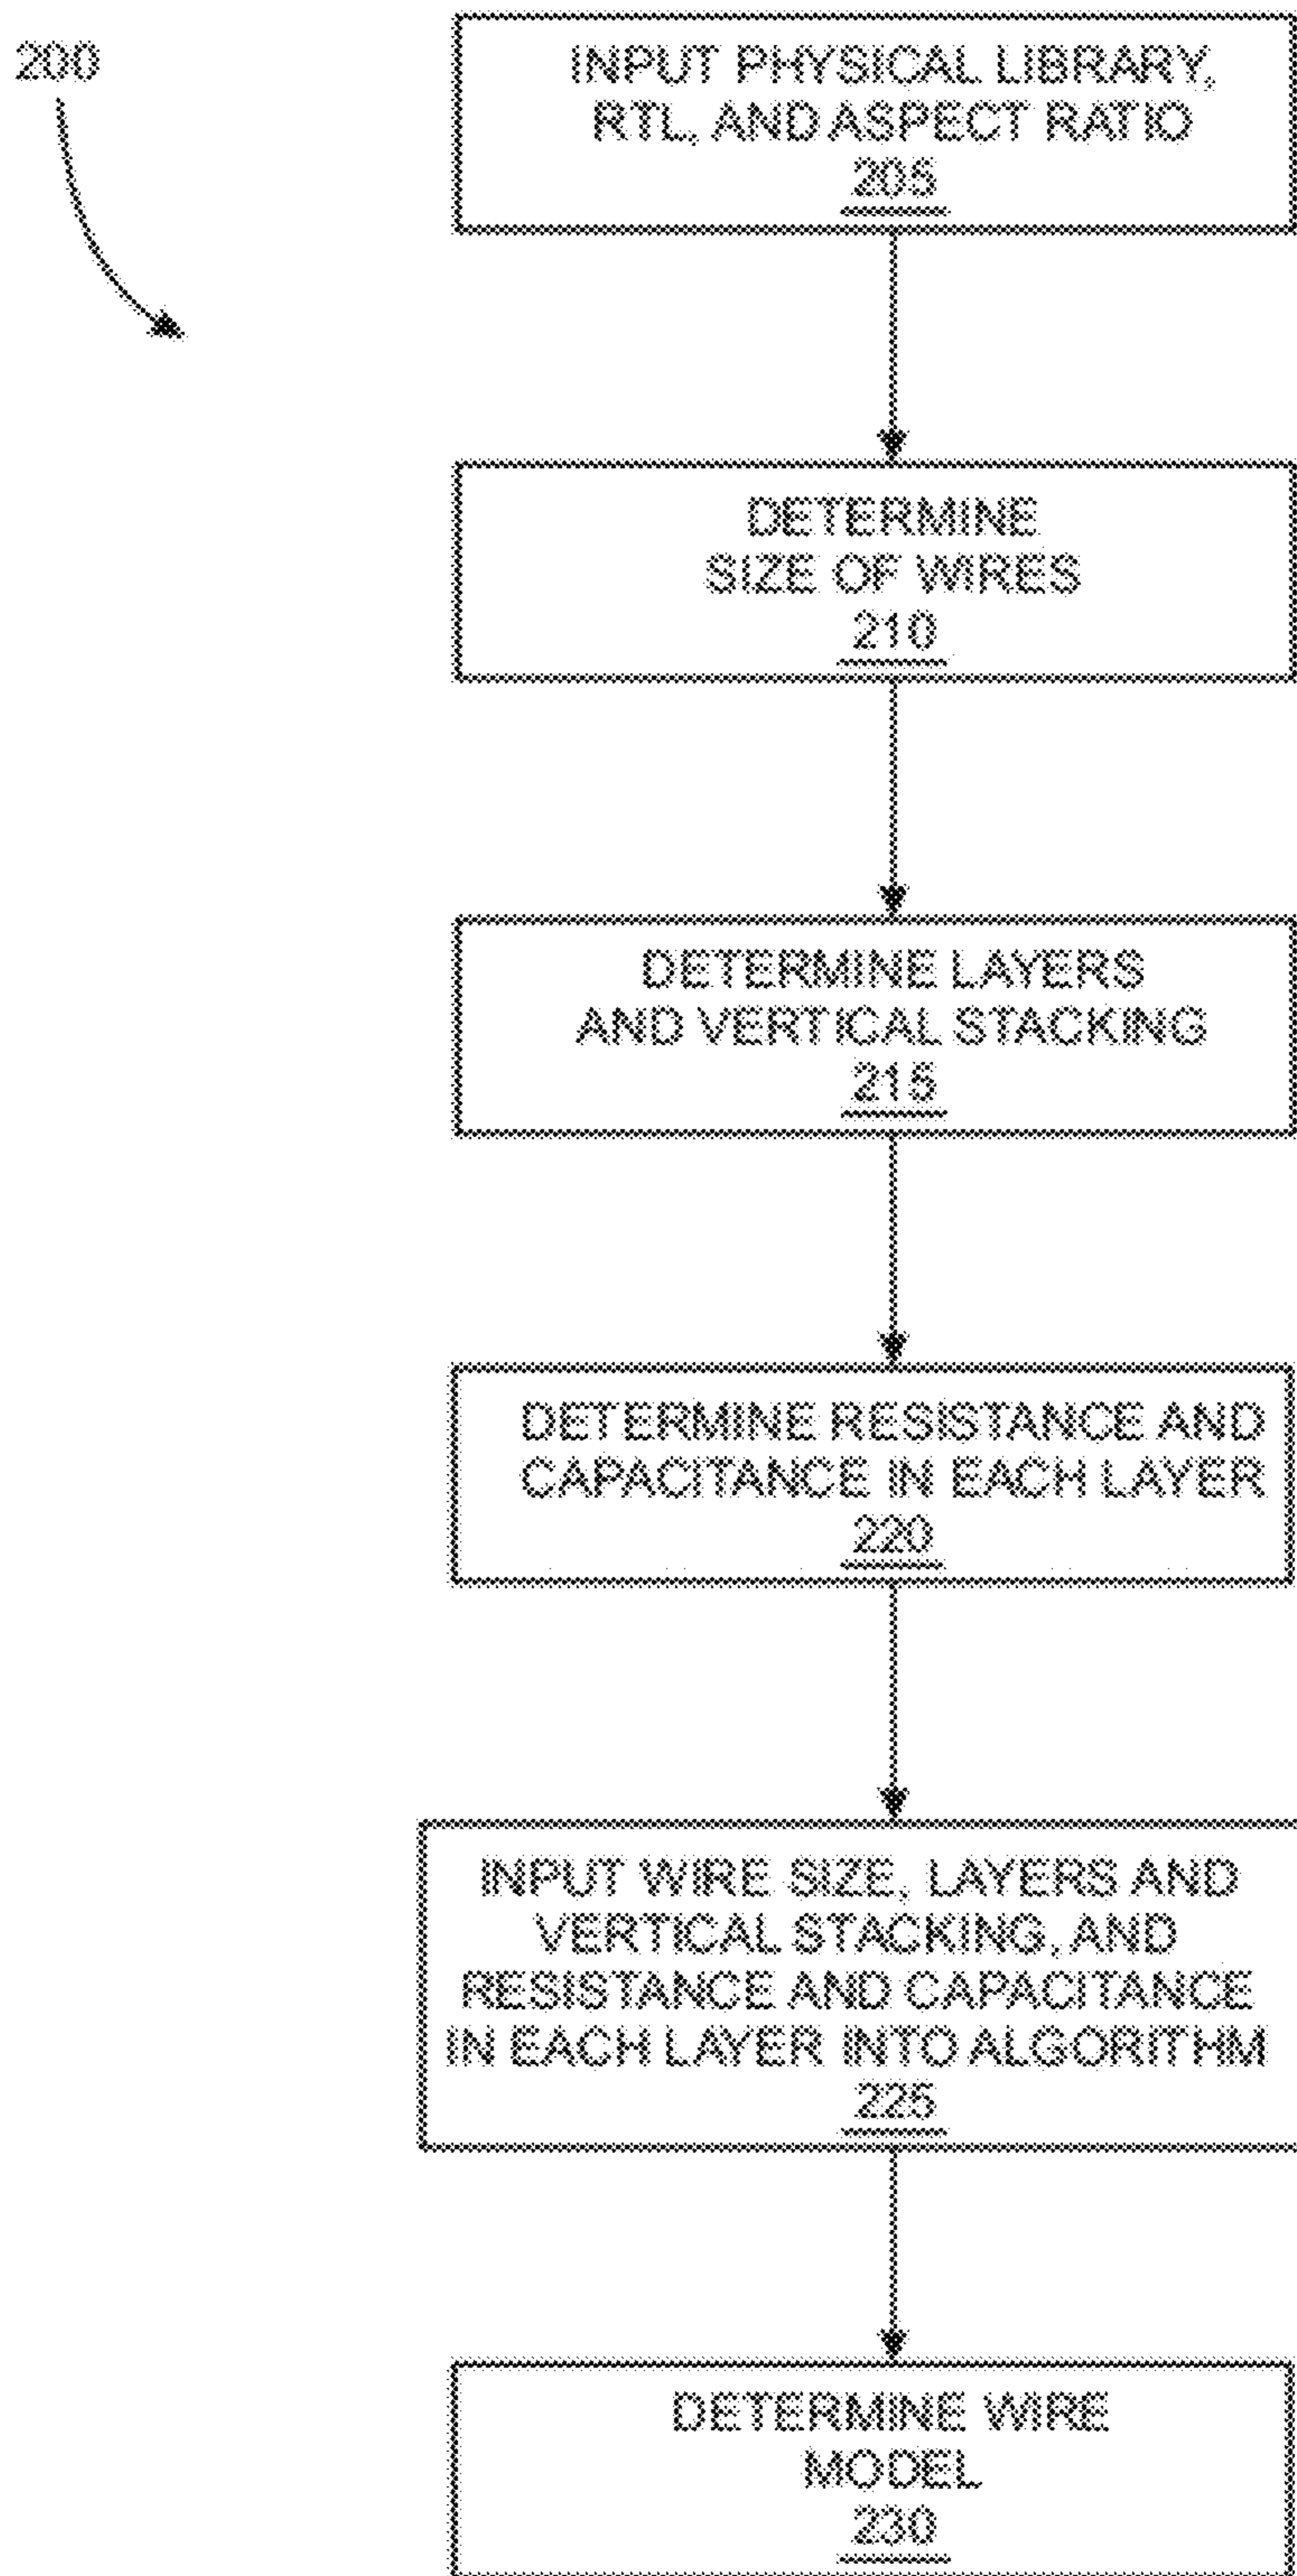 200
INPUT PHYSICAL LIBRARY,
RTL, AND ASPECT RATIO
205
DETERMINE
SIZE OF WIRES
210
DETERMINE LAYERS
AND VERTICAL STACKING
215
DETERMINE RESISTANCE AND
CAPACITANCE IN EACH LAYER
220
INPUT WIRE SIZE, LAYERS AND
VERTICAL STACKING, AND
RESISTANCE AND CAPACITANCE
IN EACH LAYER INTO ALGORITHM
225
DETERMINE WIRE
MODEL
230